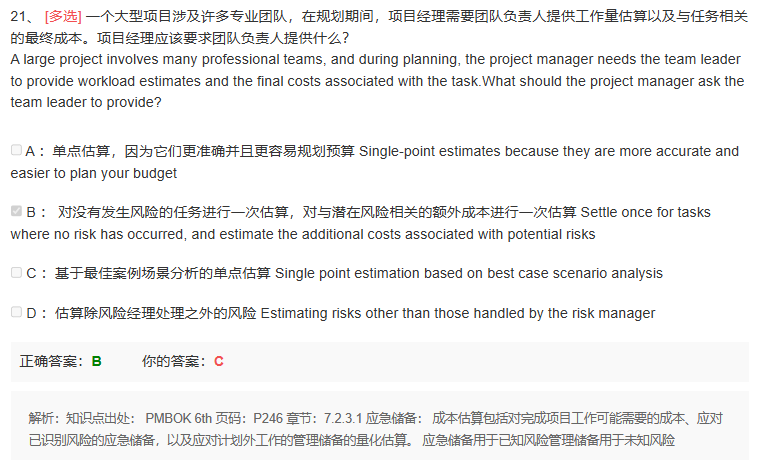 21、 [多选] 一个大型项目涉及许多专业团队，在规划期间，项目经理需要团队负责人提供工作量估算以及与任务相关
的最终成本。项目经理应该要求团队负责人提供什么？
A large project involves many professional teams, and during planning, the project manager needs the team leader
to provide workload estimates and the final costs associated with the task.What should the project manager ask the
team leader to provide?
A： 单点估算，因为它们更准确并且更容易规划预算 Single-point estimates because they are more accurate and
easier to plan your budget
B： 对没有发生风险的任务进行一次估算，对与潜在风险相关的额外成本进行一次估算 Settle once for tasks
where no risk has occurred, and estimate the additional costs associated with potential risks
C： 基于最佳案例场景分析的单点估算 Single point estimation based on best case scenario analysis
D： 估算除风险经理处理之外的风险 Estimating risks other than those handled by the risk manager
正确答案：B 你的答案：C
解析：知识点出处： PMBOK 6th 页码：P246 章节：7.2.3.1 应急储备： 成本估算包括对完成项目工作可能需要的成本、应对
已识别风险的应急储备，以及应对计划外工作的管理储备的量化估算。 应急储备用于已知风险管理储备用于未知风险